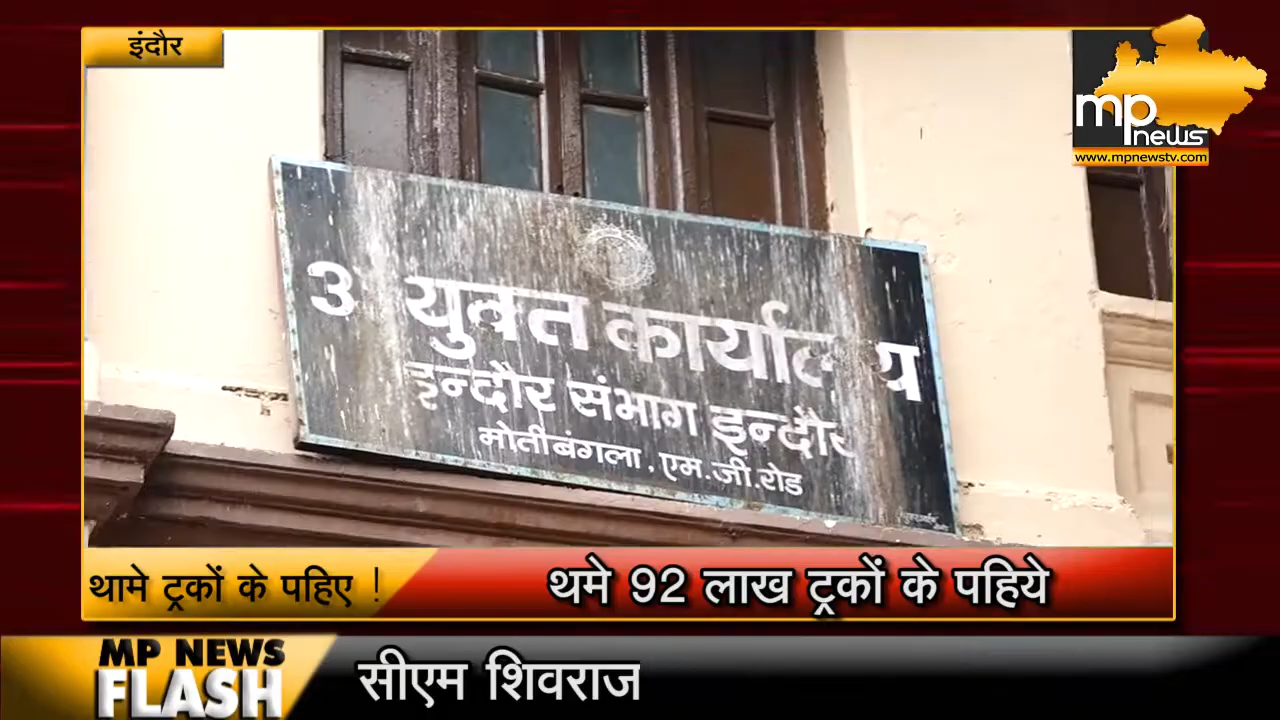 इंदौर
mp
news
www.mpnewstv.com
युक्त कार्यालय
इन्दौर संभाग इन्दौर
मोतीबंगला, एम.जी.रोड
थामे ट्रकों के पहिए !
थमे 92 लाख ट्रकों के पहिये
MP NEWS
FLASH
सीएम शिवराज